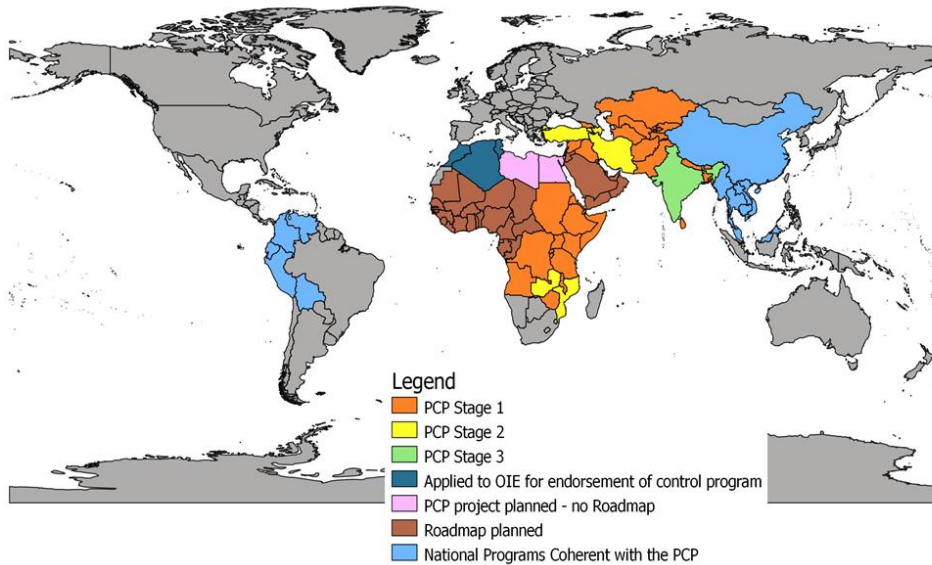 Legend
PCP Stage 1
PCP Stage 2
PCP Stage 3
Applied to OIE for endorsement of control program
PCP project planned - no Roadmap
Roadmap planned
National Programs Coherent with the PCP